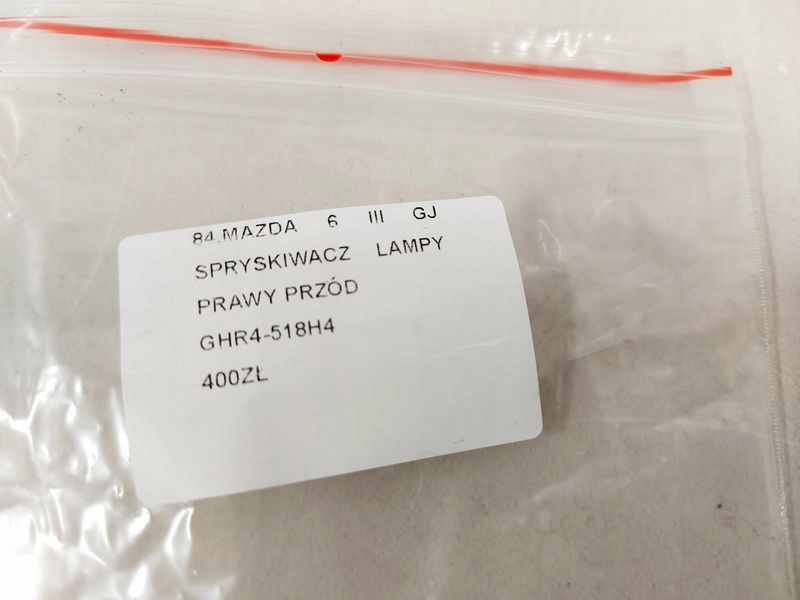 84.MAZDA 6 III GJ
SPRYSKIWACZ LAMPY
PRAWY PRZÓD
GHR4-518H4
400ZŁ